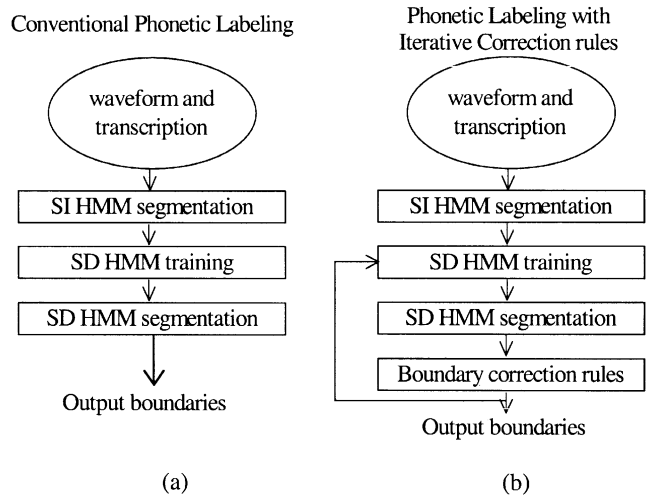 Conventional Phonetic Labeling
waveform and
transcription
SI HMM segmentation
SD HMM training
SD HMM segmentation
Output boundaries
(a)
Phonetic Labeling with
Iterative Correction rules
waveform and
transcription
SI HMM segmentation
SD HMM training
SD HMM segmentation
Boundary correction rules
Output boundaries
(b)